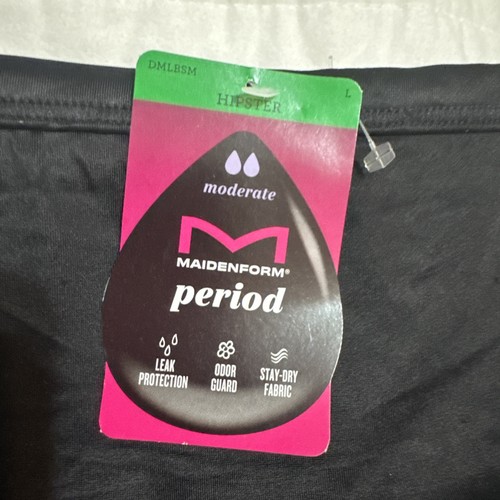 DMLBSM
L
HIPSTER
moderate
MAIDENFORM®
period
LEAK
PROTECTION
ODOR
GUARD
STAY-DRY
FABRIC